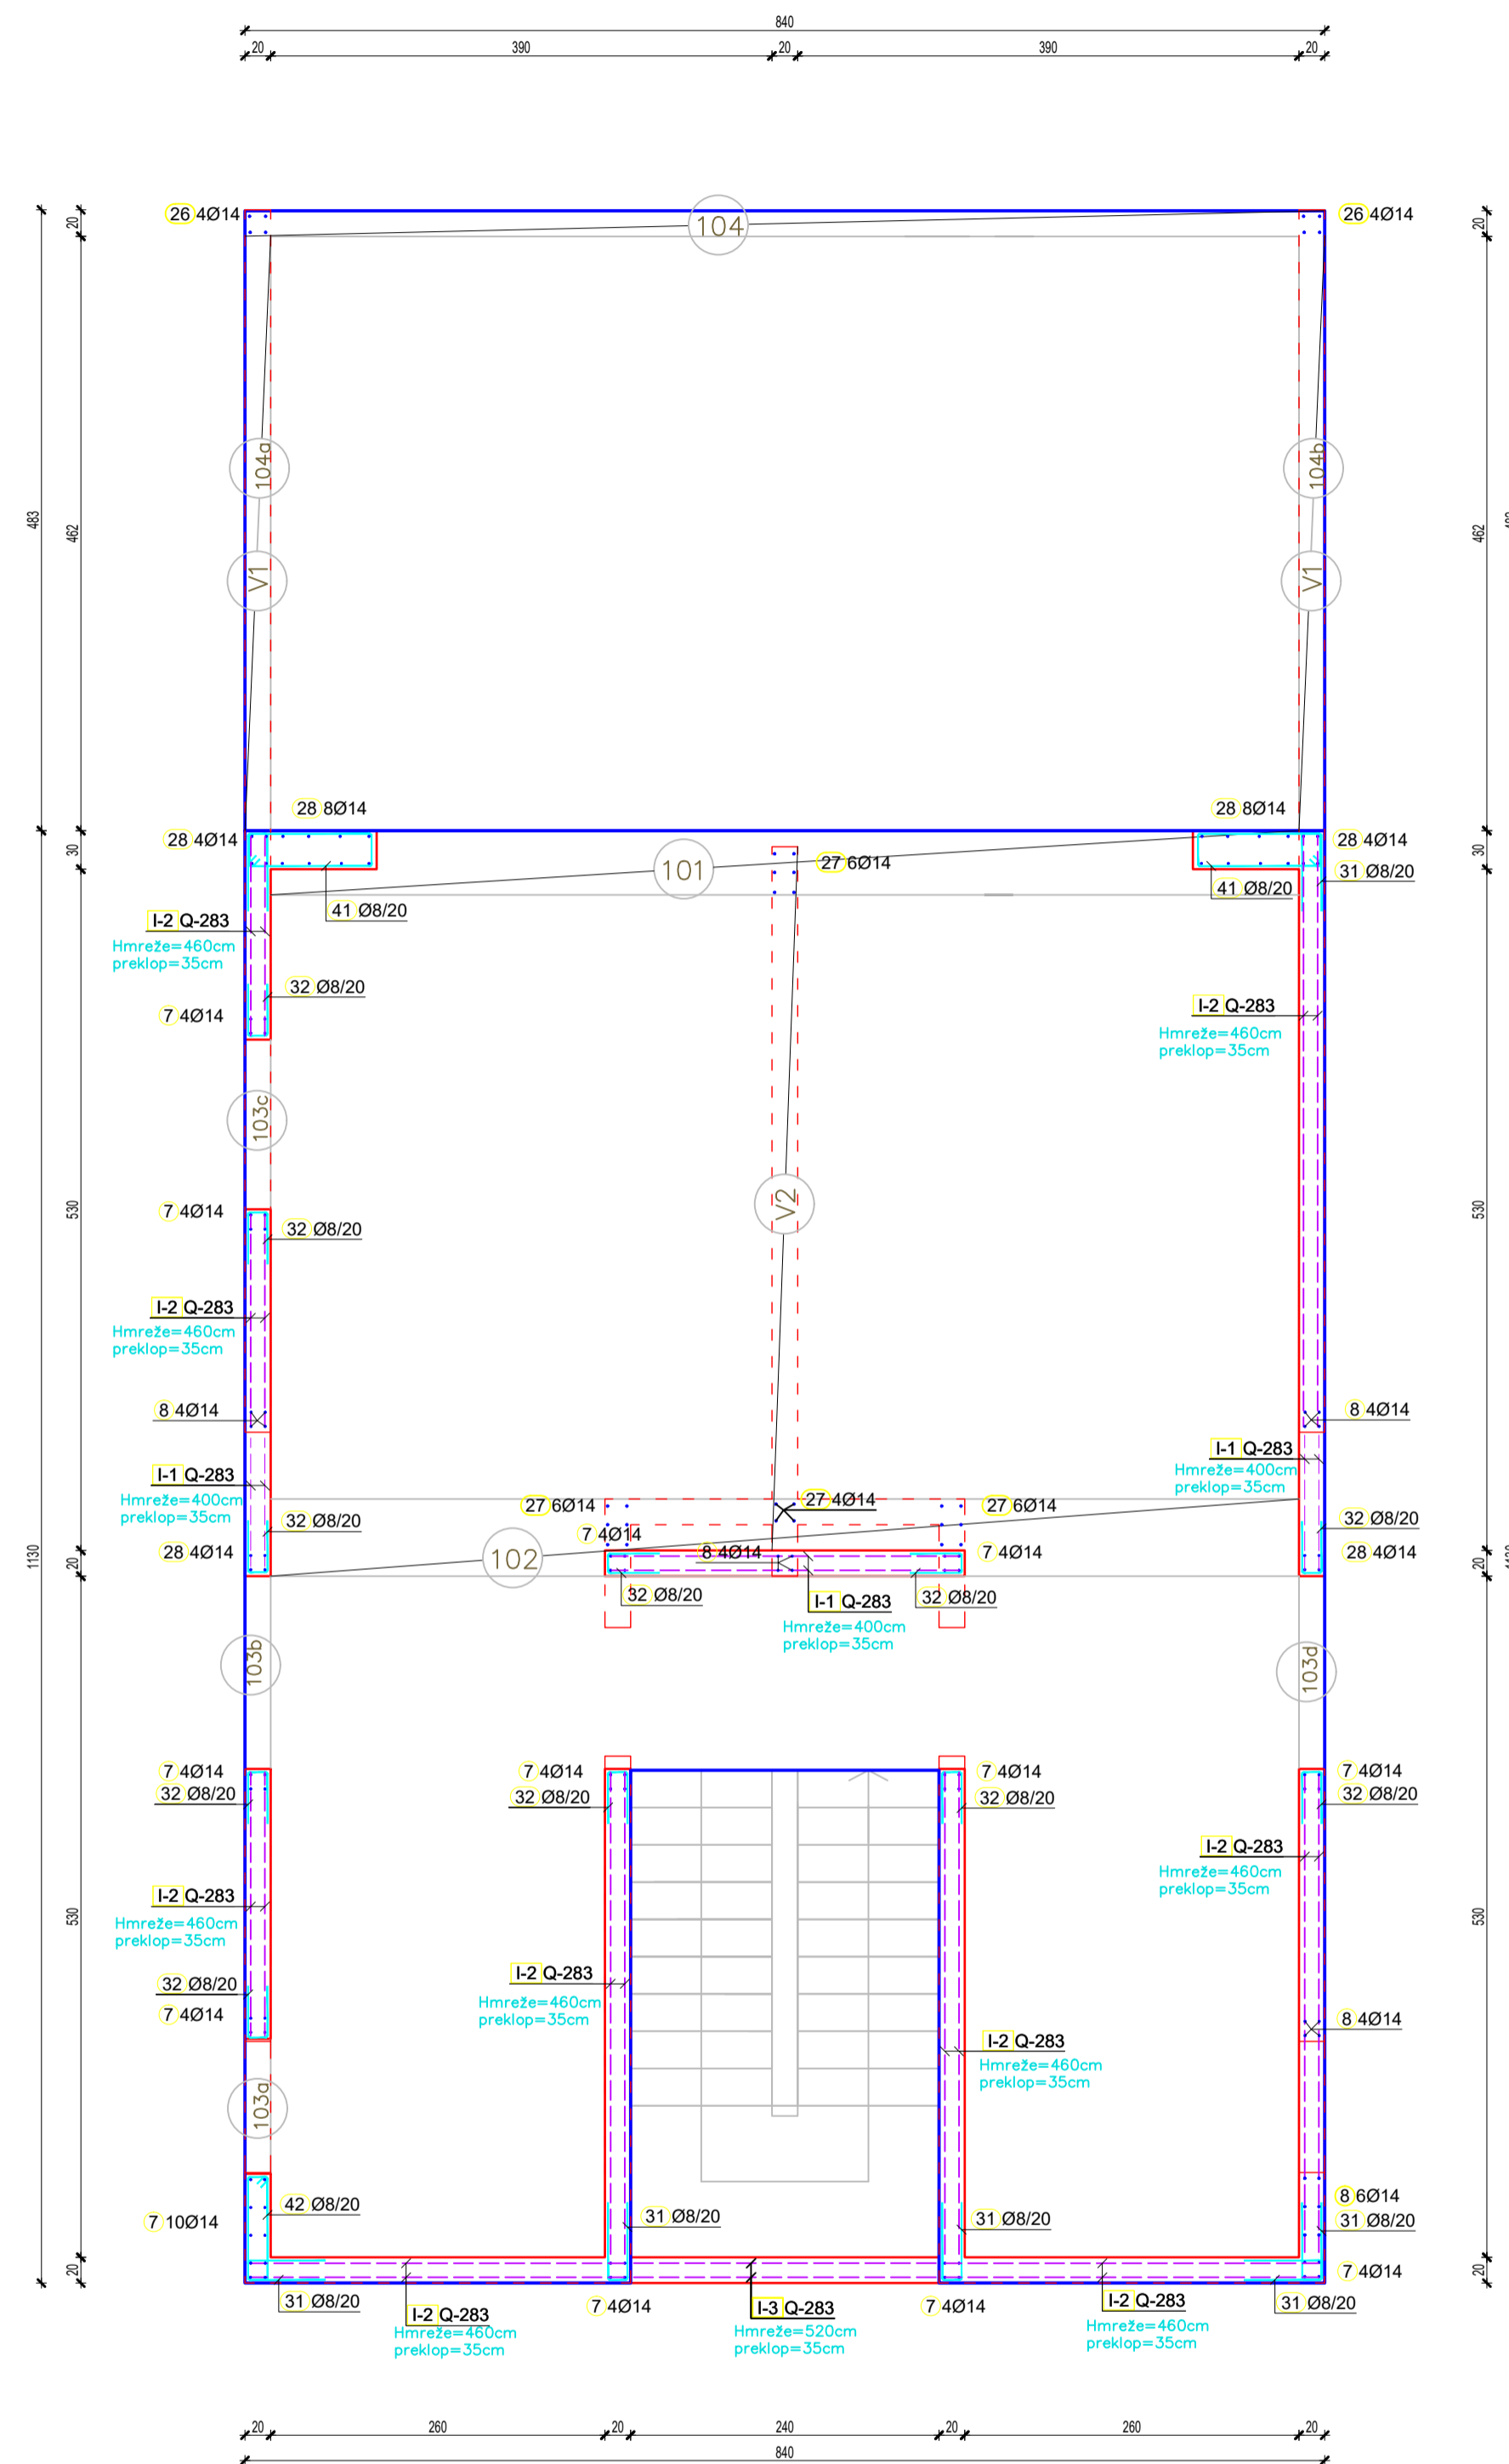 840
20 390 20 390 20
26 4Ø14
26 4Ø14
20
20
104
104a
104b
483
462
462
V1
V1
28 8Ø14
28 8Ø14
28 4Ø14
28 4Ø14
30
30
101
27 6Ø14
31 Ø8/20
41 Ø8/20
41 Ø8/20
I-2 Q-283
Hmreže=460cm
preklop=35cm
32 Ø8/20
7 4Ø14
I-2 Q-283
Hmreže=460cm
preklop=35cm
103c
V2
530
530
7 4Ø14
32 Ø8/20
I-2 Q-283
Hmreže=460cm
preklop=35cm
8 4Ø14
8 4Ø14
I-1 Q-283
Hmreže=400cm
preklop=35cm
I-1 Q-283
Hmreže=400cm
preklop=35cm
27 6Ø14
27 4Ø14
27 6Ø14
32 Ø8/20
32 Ø8/20
7 4Ø14
28 4Ø14
102
8 4Ø14
7 4Ø14
28 4Ø14
1130
20
20
32 Ø8/20
32 Ø8/20
I-1 Q-283
Hmreže=400cm
preklop=35cm
103b
103d
7 4Ø14
7 4Ø14
7 4Ø14
7 4Ø14
32 Ø8/20
32 Ø8/20
32 Ø8/20
32 Ø8/20
I-2 Q-283
Hmreže=460cm
preklop=35cm
I-2 Q-283
Hmreže=460cm
preklop=35cm
530
530
32 Ø8/20
7 4Ø14
I-2 Q-283
Hmreže=460cm
preklop=35cm
8 4Ø14
I-2 Q-283
Hmreže=460cm
preklop=35cm
103a
42 Ø8/20
7 10Ø14
31 Ø8/20
31 Ø8/20
8 6Ø14
31 Ø8/20
20
20
7 4Ø14
31 Ø8/20
I-2 Q-283
Hmreže=460cm
preklop=35cm
7 4Ø14
I-3 Q-283
Hmreže=520cm
preklop=35cm
7 4Ø14
I-2 Q-283
Hmreže=460cm
preklop=35cm
31 Ø8/20
20 260 20 240 20 260 20
840